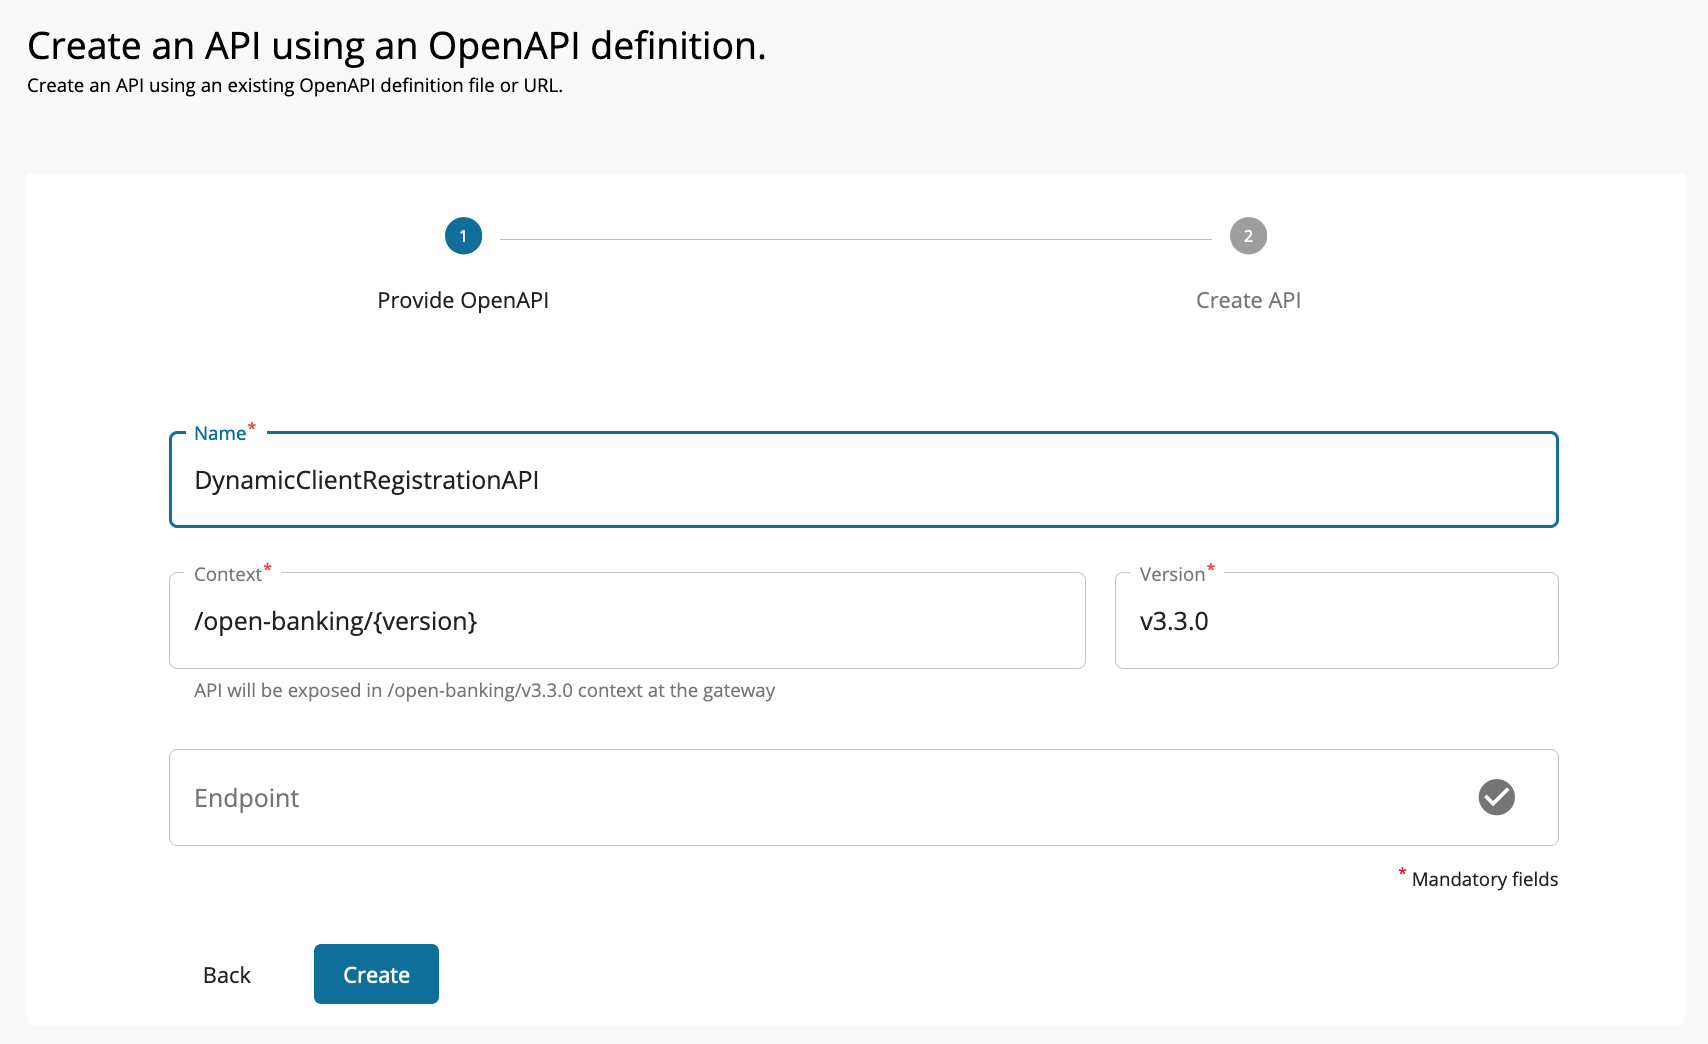 Create an API using an OpenAPI definition.
Create an API using an existing OpenAPI definition file or URL.
1
2
Provide OpenAPI
Create API
Name*
DynamicClientRegistrationAPI
Context*
Version*
/open-banking/{version}
v3.3.0
API will be exposed in /open-banking/v3.3.0 context at the gateway
Endpoint
* Mandatory fields
Back
Create